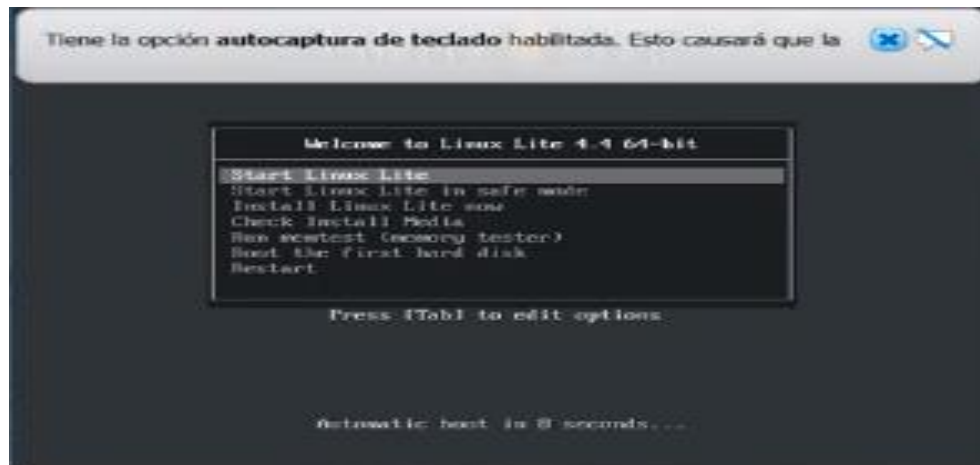 Tiene la opción autocaptura de teclado habilitada. Esto causará que la
Welcome to Linux Lite 4.4 64-bit
Start Linux Lite
Start Linux Lite in safe mode
Install Linux Lite now
Check Install Media
Run memtest (memory tester)
Boot the first hard disk
Restart
Press [Tab] to edit options
Automatic boot in 8 seconds...